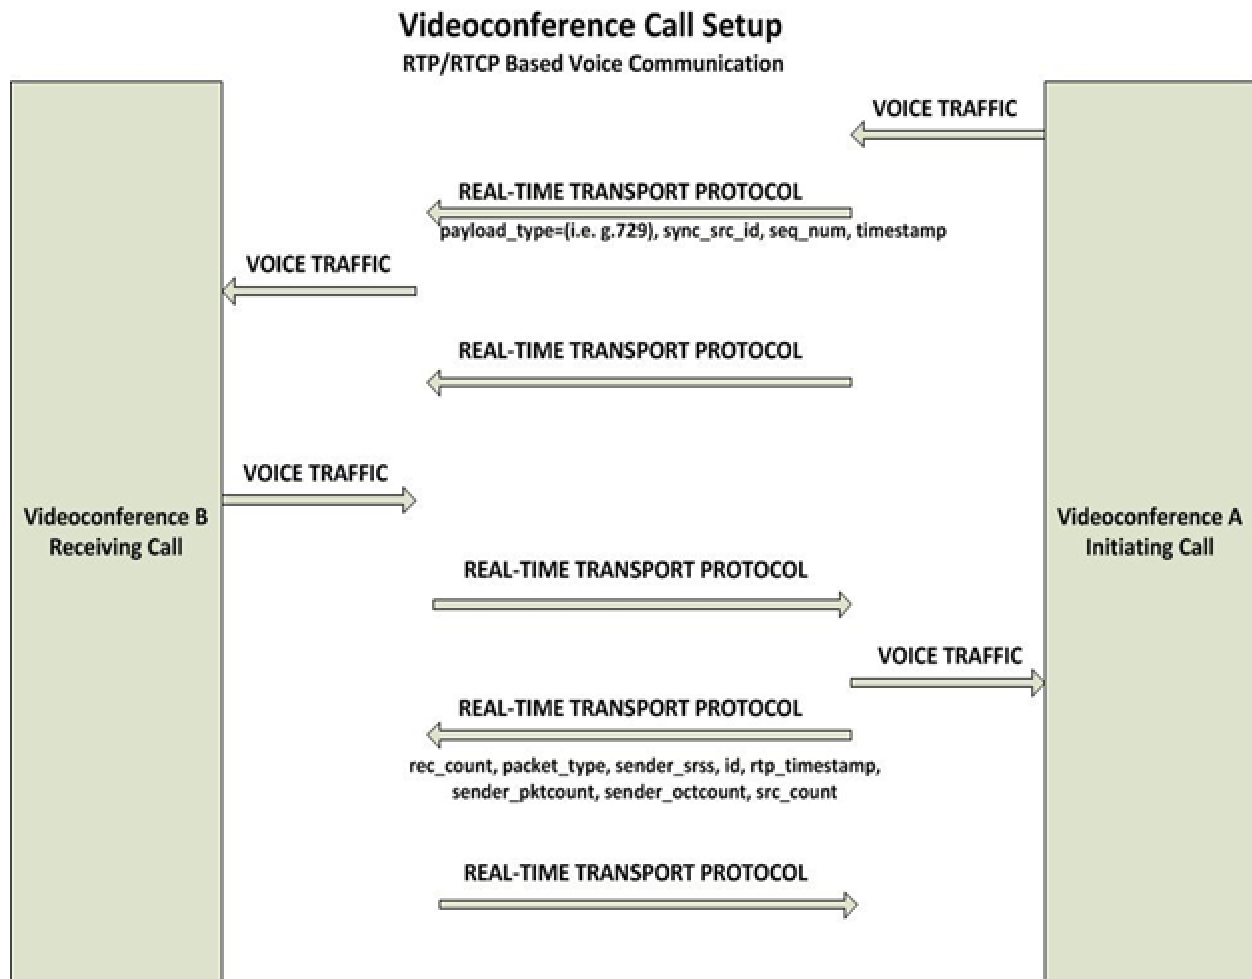 Videoconference Call Setup
RTP/RTCP Based Voice Communication
VOICE TRAFFIC
REAL-TIME TRANSPORT PROTOCOL
payload_type=(i.e. g.729), sync_src_id, seq_num, timestamp
VOICE TRAFFIC
REAL-TIME TRANSPORT PROTOCOL
VOICE TRAFFIC
Videoconference B
Receiving Call
Videoconference A
Initiating Call
REAL-TIME TRANSPORT PROTOCOL
VOICE TRAFFIC
REAL-TIME TRANSPORT PROTOCOL
rec_count, packet_type, sender_srss, id, rtp_timestamp,
sender_pktcount, sender_octcount, src_count
REAL-TIME TRANSPORT PROTOCOL